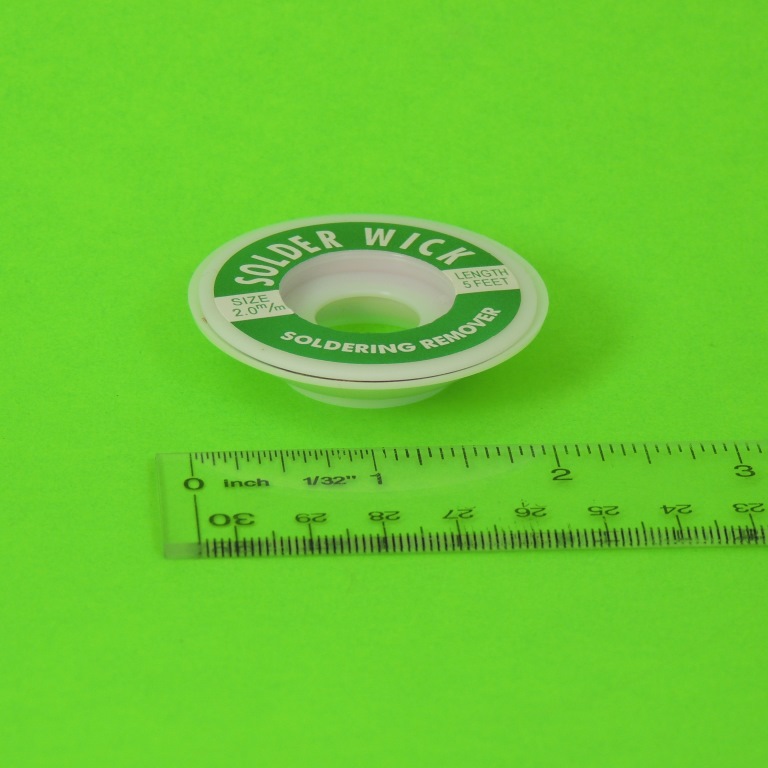 SOLDER WICK
SIZE
2.0m/m
LENGTH
5 FEET
SOLDERING REMOVER
0 inch 1/32" 1 2 3
30 29 28 27 26 25 24 23